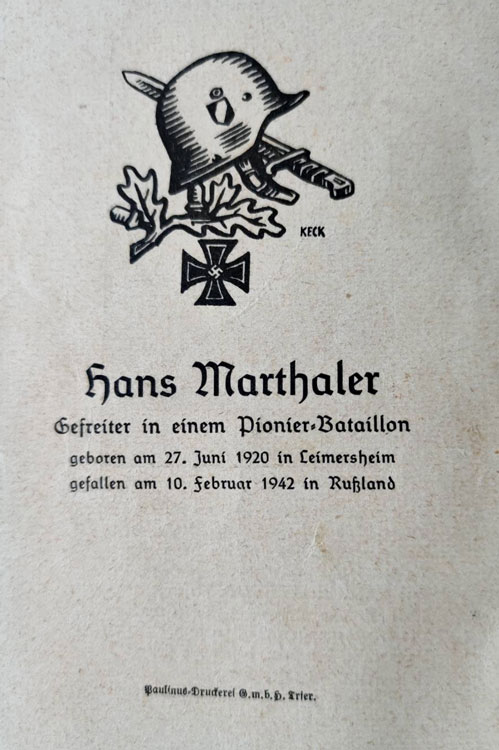 KECK
Hans Marthaler
Gefreiter in einem Pionier-Bataillon
geboren am 27. Juni 1920 in Leimersheim
gefallen am 10. Februar 1942 in Rußland
Paulinus-Druckerei G.m.b.H. Trier.